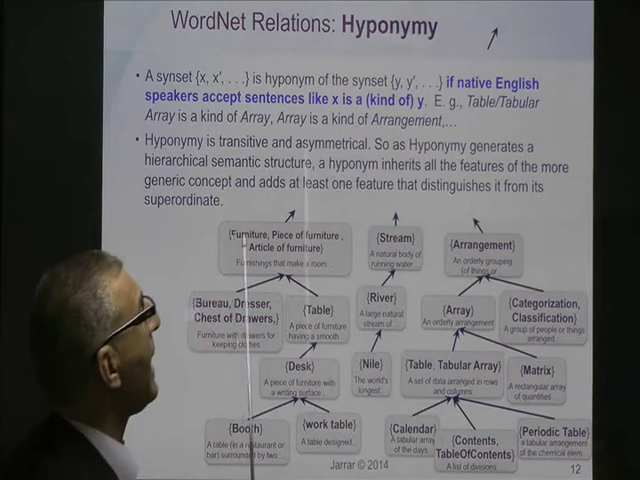 WordNet Relations: Hyponymy
• A synset {x, x′, . . .} is hyponym of the synset {y, y′, . . .} if native English
speakers accept sentences like x is a (kind of) y. E. g., Table/Tabular
Array is a kind of Array, Array is a kind of Arrangement,…
• Hyponymy is transitive and asymmetrical. So as Hyponymy generates a
hierarchical semantic structure, a hyponym inherits all the features of the more
generic concept and adds at least one feature that distinguishes it from its
superordinate.
{Furniture, Piece of furniture ,
Article of furniture}
Furnishings that make a room…
{Stream}
A natural body of
running water…
{Arrangement}
An orderly grouping
(of things or…
{Bureau, Dresser,
Chest of Drawers,}
Furniture with drawers for
keeping clothes
{Table}
A piece of furniture
having a smooth
{River}
A large natural
stream of…
{Array}
An orderly arrangement
{Categorization,
Classification}
A group of people or things
arranged
{Desk}
A piece of furniture with
a writing surface…
{Nile}
The world's
longest…
{Table, Tabular Array}
A set of data arranged in rows
and columns
{Matrix}
A rectangular array
of quantities
{Booth}
A table (in a restaurant or
bar) surrounded by two…
{work table}
A table designed…
{Calendar}
A tabular array
of the days…
{Contents,
TableOfContents}
A list of divisions
{Periodic Table}
a tabular arrangement
of the chemical elem…
Jarrar © 2014
12